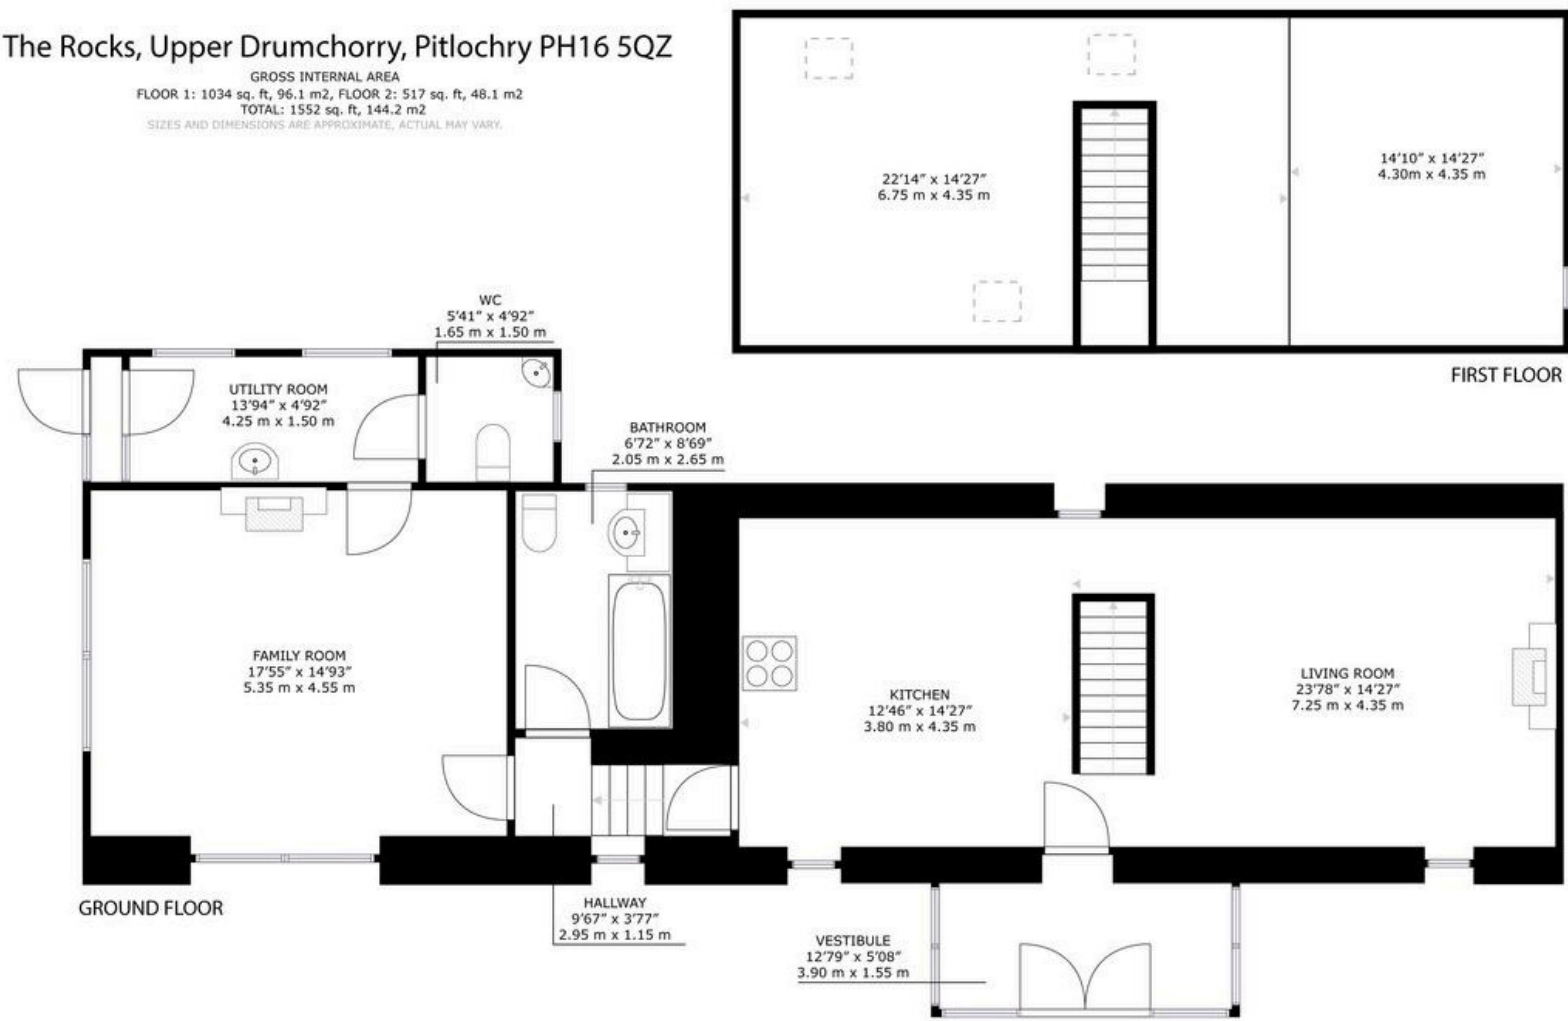 The Rocks, Upper Drumchorry, Pitlochry PH16 5QZ
GROSS INTERNAL AREA
FLOOR 1: 1034 sq. ft, 96.1 m2, FLOOR 2: 517 sq. ft, 48.1 m2
TOTAL: 1552 sq. ft, 144.2 m2
SIZES AND DIMENSIONS ARE APPROXIMATE, ACTUAL MAY VARY.
22'14" x 14'27"
6.75 m x 4.35 m
14'10" x 14'27"
4.30m x 4.35 m
FIRST FLOOR
WC
5'41" x 4'92"
1.65 m x 1.50 m
UTILITY ROOM
13'94" x 4'92"
4.25 m x 1.50 m
BATHROOM
6'72" x 8'69"
2.05 m x 2.65 m
FAMILY ROOM
17'55" x 14'93"
5.35 m x 4.55 m
KITCHEN
12'46" x 14'27"
3.80 m x 4.35 m
LIVING ROOM
23'78" x 14'27"
7.25 m x 4.35 m
GROUND FLOOR
HALLWAY
9'67" x 3'77"
2.95 m x 1.15 m
VESTIBULE
12'79" x 5'08"
3.90 m x 1.55 m